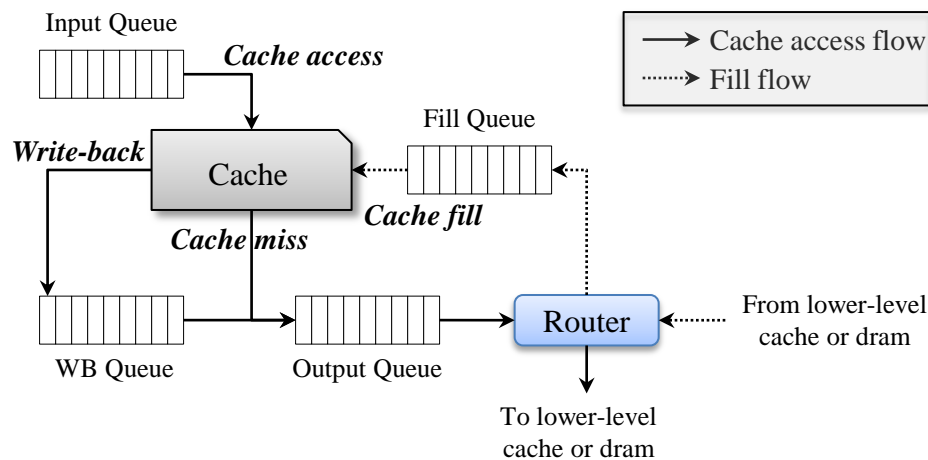 Input Queue
Cache access
Cache access flow
Fill flow
Fill Queue
Write-back
Cache
Cache fill
Cache miss
Router
From lower-level
cache or dram
WB Queue
Output Queue
To lower-level
cache or dram